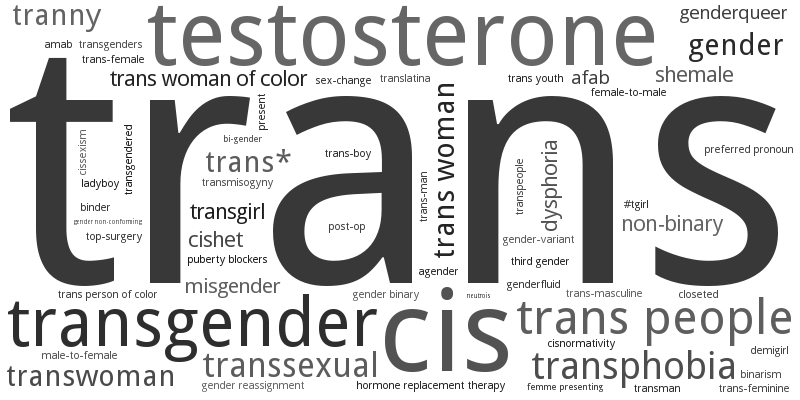 tranny
testosterone
genderqueer
amab
transgenders
gender
trans-female
trans woman of color
sex-change
translatina
trans youth
afab
shemale
female-to-male
trans
present
bi-gender
cissexism
transgendered
trans*
trans-boy
trans woman
dysphoria
preferred pronoun
ladyboy
transmisogyny
trans-man
transpeople
binder
transgirl
#tgirl
gender non-conforming
post-op
non-binary
top-surgery
cishet
gender-variant
puberty blockers
third gender
agender
misgender
genderfluid
trans person of color
gender binary
neutrois
trans-masculine
closeted
transgender
cis
trans people
cisnormativity
male-to-female
demigirl
transsexual
transphobia
transwoman
binarism
gender reassignment
hormone replacement therapy
femme presenting
transman
trans-feminine